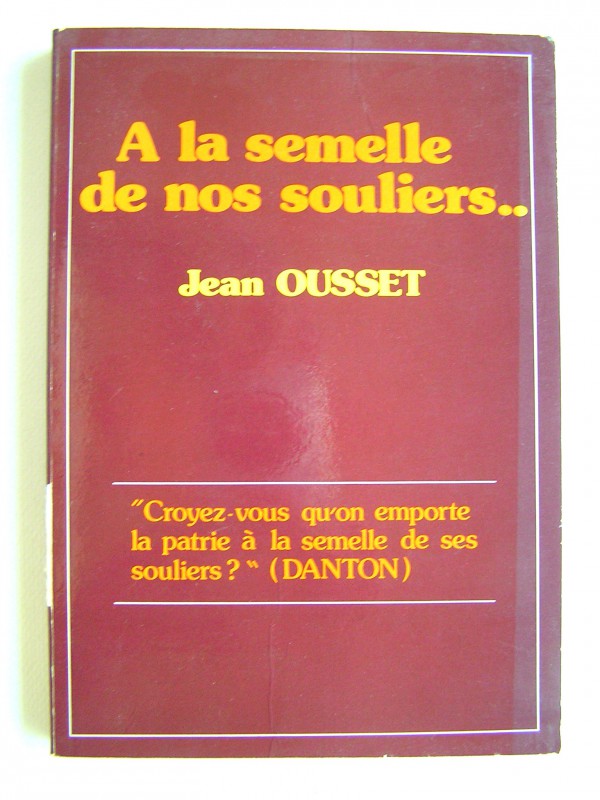 A la semelle
de nos souliers..
Jean OUSSET
"Croyez-vous qu'on emporte
la patrie à la semelle de ses
souliers?" (DANTON)